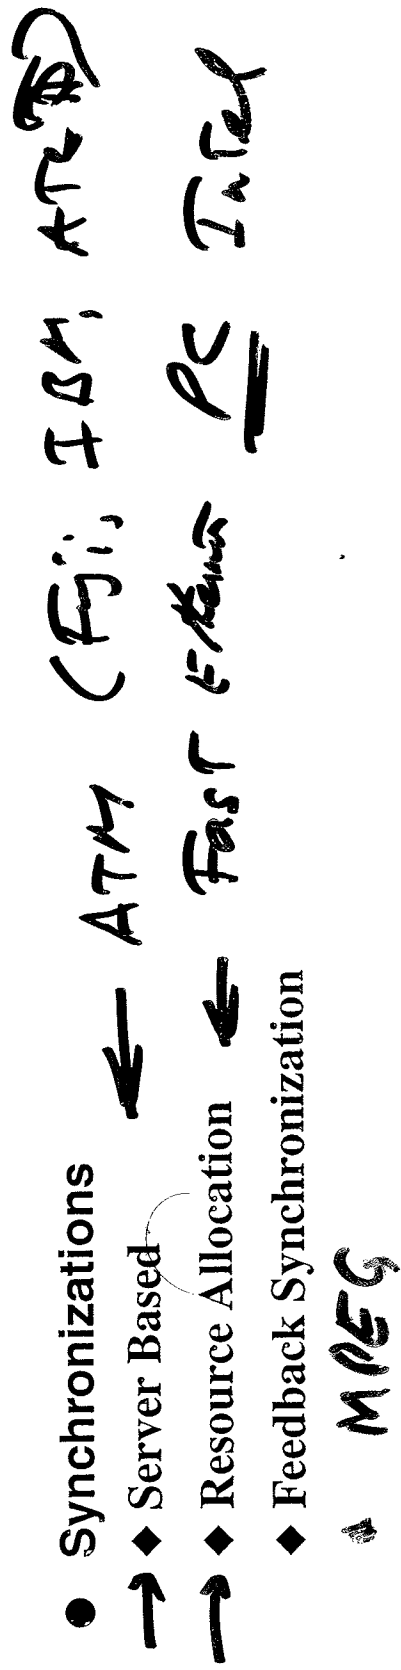 ● Synchronizations
→ ◆ Server Based ← ATM (Fuji, IBM, AT&T)
→ ◆ Resource Allocation ← Fast Ethernet PC Intel
◆ Feedback Synchronization
MPEG